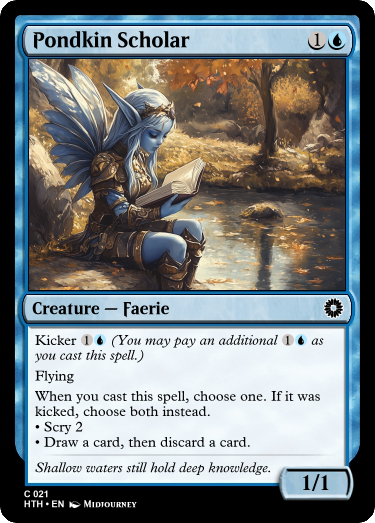 Pondkin Scholar 1
Creature — Faerie
Kicker 1 (You may pay an additional 1 as
you cast this spell.)
Flying
When you cast this spell, choose one. If it was
kicked, choose both instead.
• Scry 2
• Draw a card, then discard a card.
Shallow waters still hold deep knowledge.
1/1
C 021
HTH • EN Midjourney